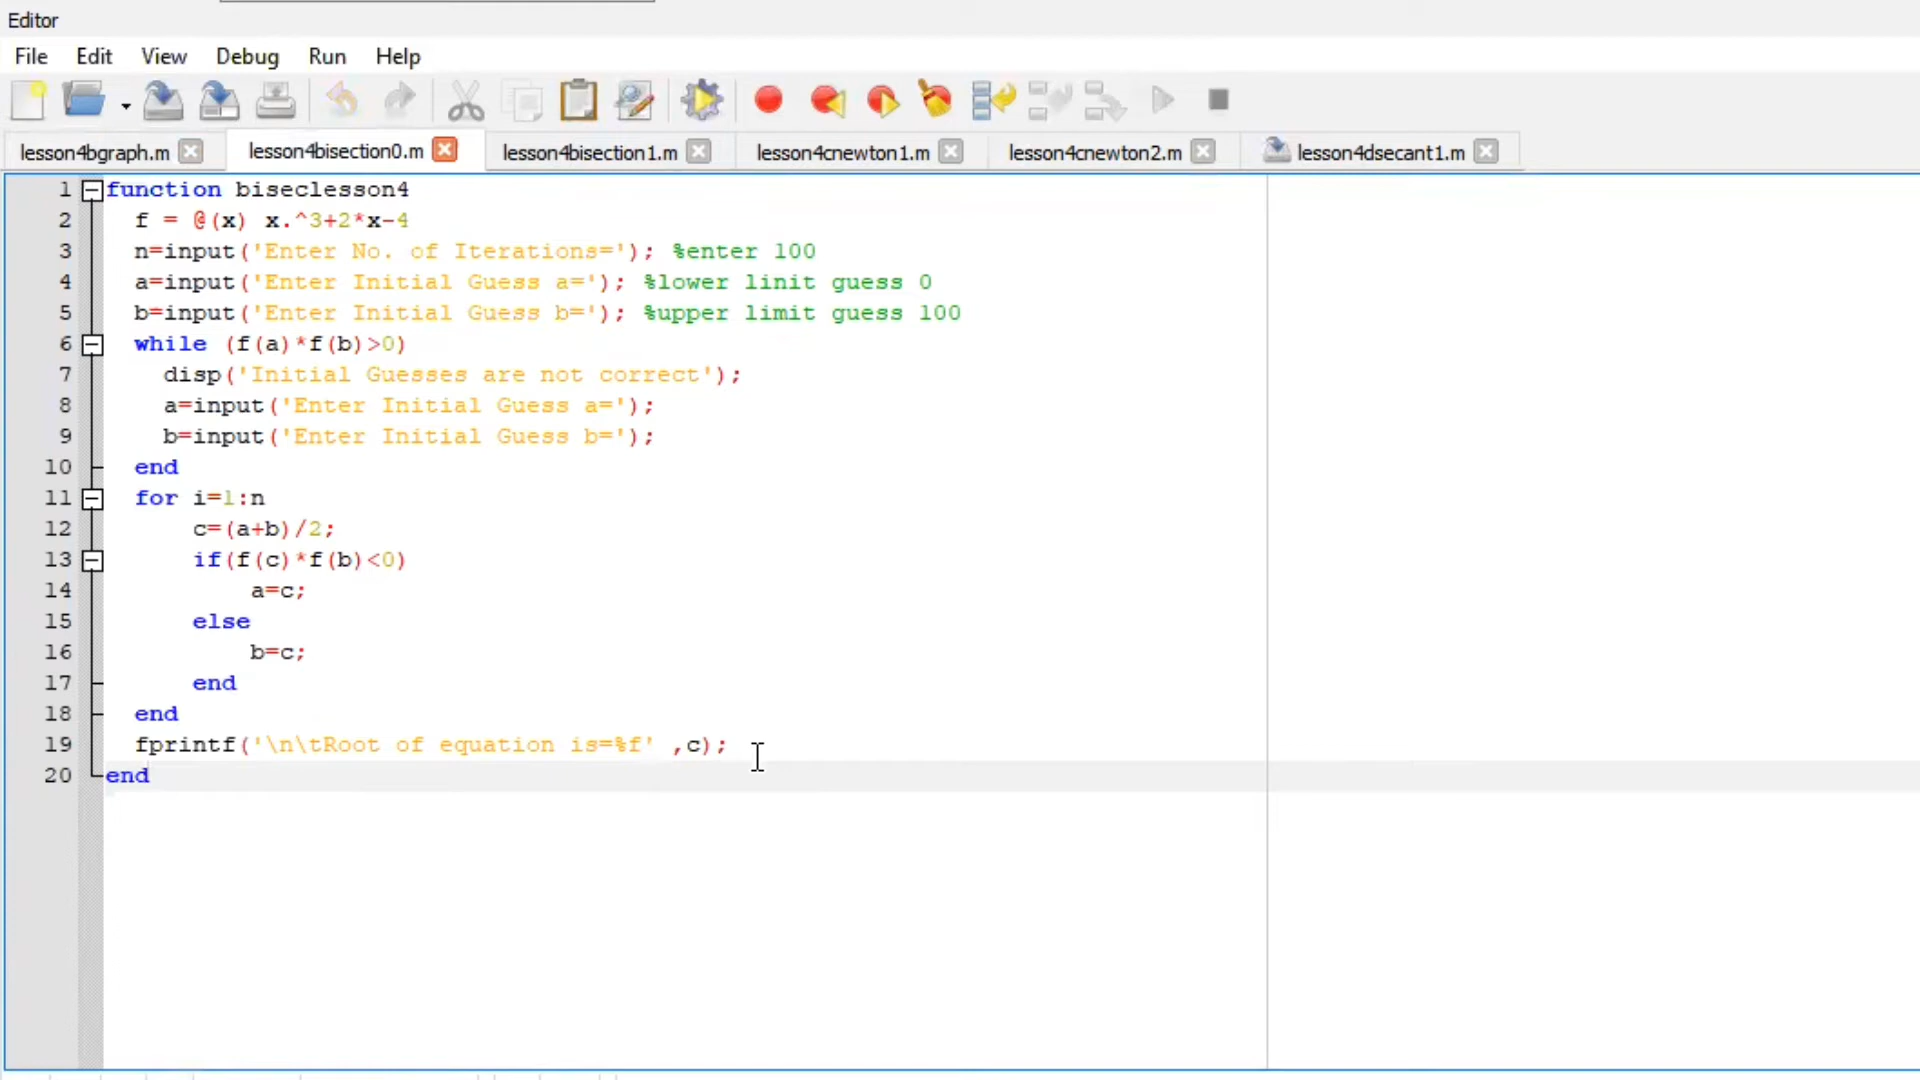 Editor
File Edit View Debug Run Help
lesson4bgraph.m lesson4bisection0.m lesson4bisection1.m lesson4cnewton1.m lesson4cnewton2.m lesson4dsecant1.m
1 function biseclesson4
2 f = @(x) x.^3+2*x-4
3 n=input('Enter No. of Iterations='); %enter 100
4 a=input('Enter Initial Guess a='); %lower linit guess 0
5 b=input('Enter Initial Guess b='); %upper limit guess 100
6 while (f(a)*f(b)>0)
7 disp('Initial Guesses are not correct');
8 a=input('Enter Initial Guess a=');
9 b=input('Enter Initial Guess b=');
10 end
11 for i=1:n
12 c=(a+b)/2;
13 if(f(c)*f(b)<0)
14 a=c;
15 else
16 b=c;
17 end
18 end
19 fprintf('\n\tRoot of equation is=%f' ,c);
20 end